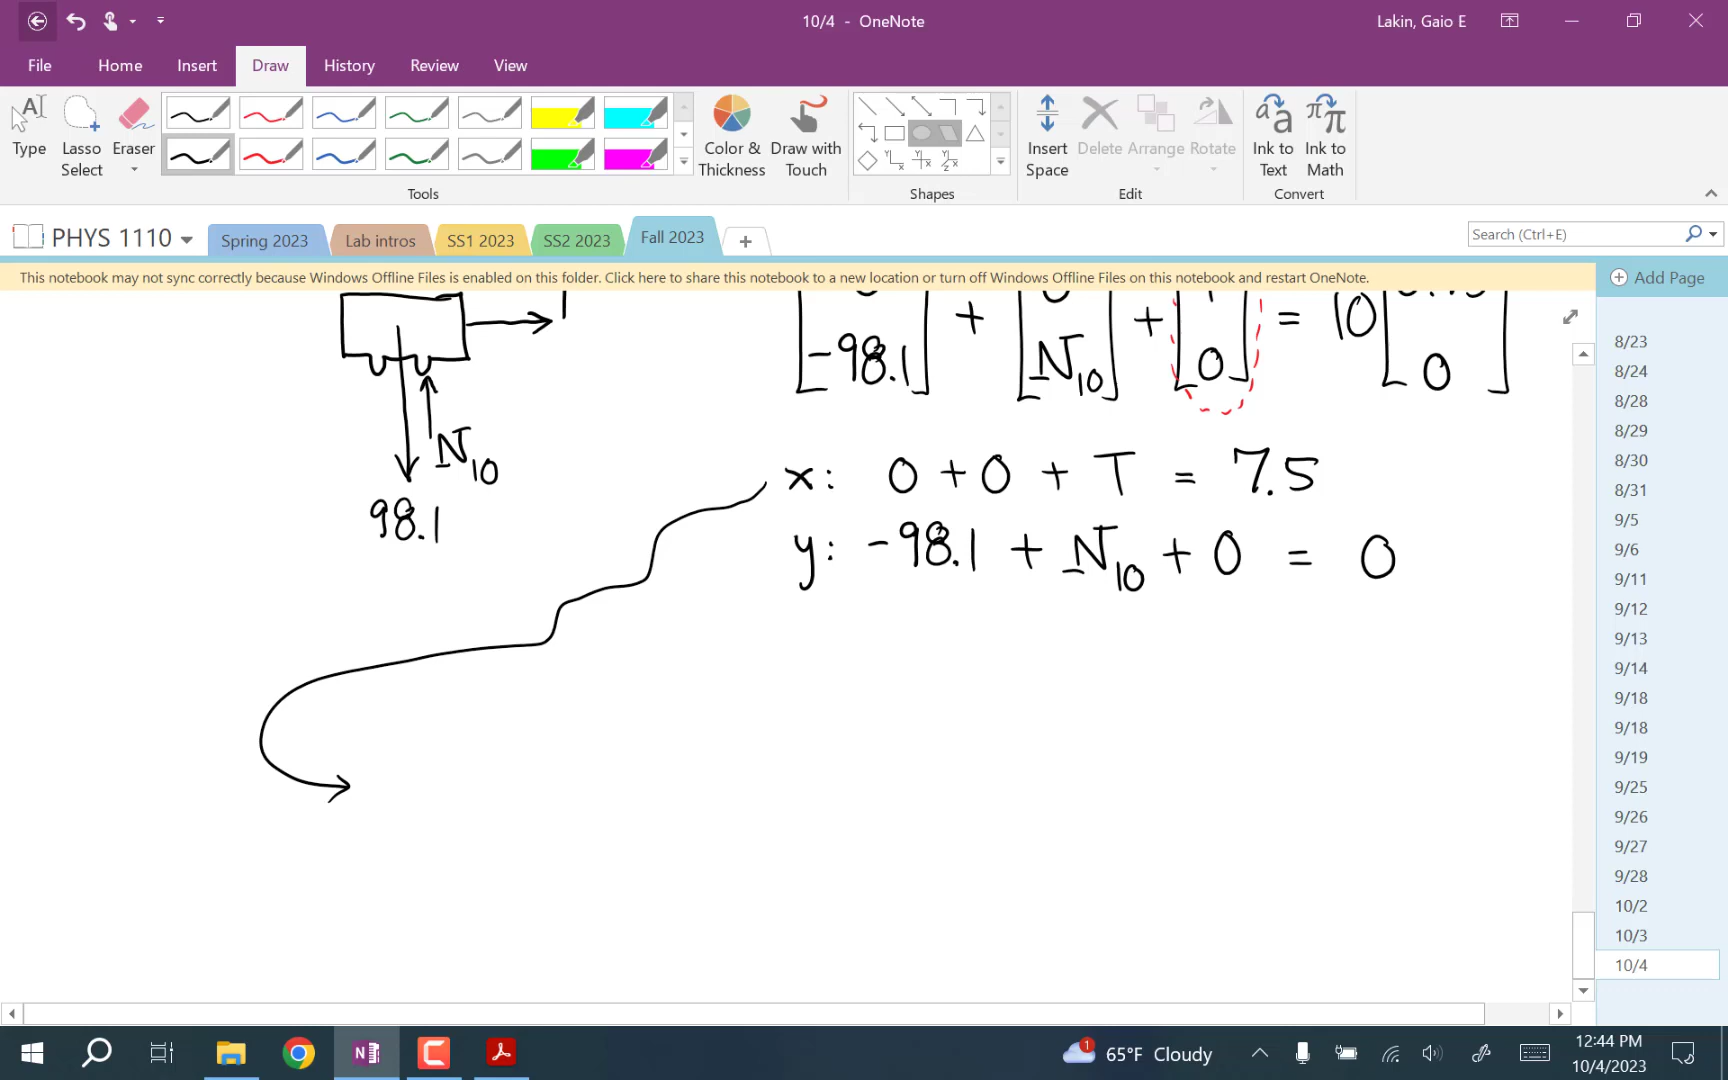 10/4 - OneNote
Lakin, Gaio E
File Home Insert Draw History Review View
Type
Lasso Select
Eraser
Color & Thickness
Draw with Touch
Insert Space
Delete
Arrange
Rotate
Ink to Text
Ink to Math
Tools
Shapes
Edit
Convert
PHYS 1110
Spring 2023
Lab intros
SS1 2023
SS2 2023
Fall 2023
Search (Ctrl+E)
This notebook may not sync correctly because Windows Offline Files is enabled on this folder. Click here to share this notebook to a new location or turn off Windows Offline Files on this notebook and restart OneNote.
Add Page
8/23
8/24
8/28
8/29
8/30
8/31
9/5
9/6
9/11
9/12
9/13
9/14
9/18
9/18
9/19
9/25
9/26
9/27
9/28
10/2
10/3
10/4
+ + = 10
-98.1 N10 0 0
N10
98.1
x: 0 + 0 + T = 7.5
y: -98.1 + N10 + 0 = 0
65°F Cloudy
12:44 PM
10/4/2023